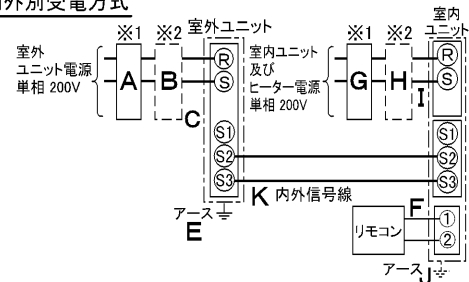 内外別受電方式
※1 ※2 室外ユニット
室外
ユニット電源
単相 200V
A B R S
C
S1
S2
S3
アース
E
※1 ※2 室内
ユニット
室内ユニット
及び
ヒーター電源
単相 200V
G H R S
I
S1
S2
S3
K 内外信号線
F
リモコン
①
②
アース J